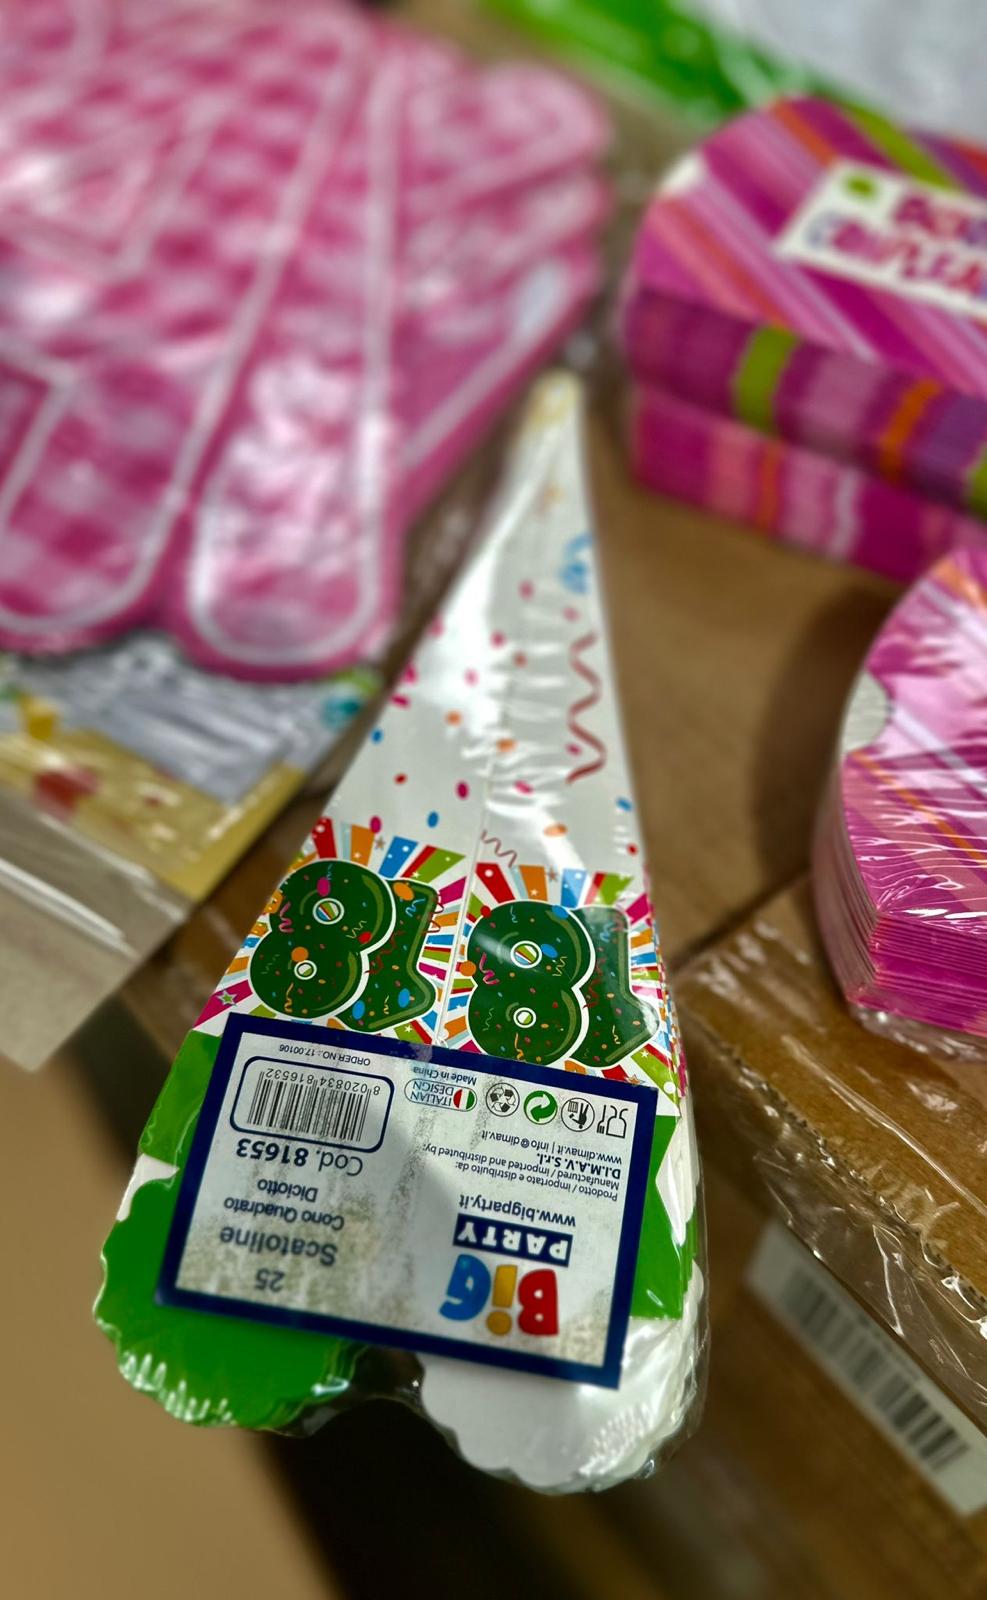 18
18
BIG
PARTY
www.bigparty.it
Prodotto / importato e distribuito da:
Manufactured / imported and distributed by:
D.I.M.A.V. S.r.l.
www.dimav.it | info@dimav.it
25
Scatoline
Cono Quadrato
Diciotto
Cod. 81653
8 020834 816532
ITALIAN
DESIGN
Made in China
ORDER NO.: 17.00106